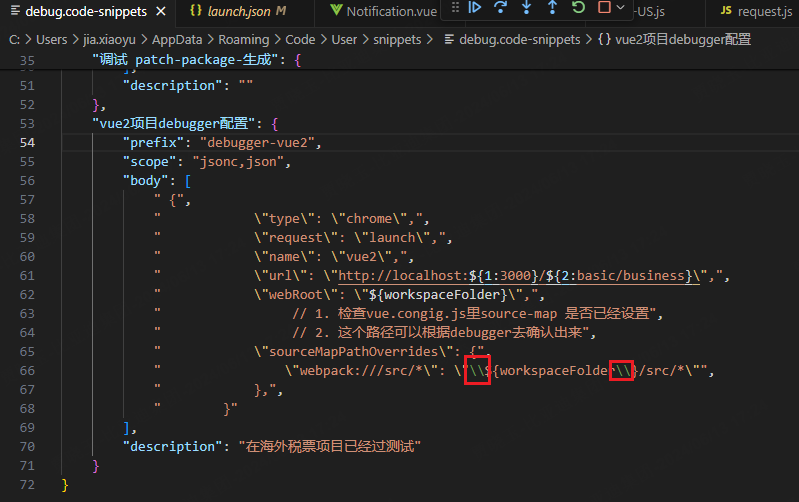 debug.code-snippets launch.json M Notification.vue -US.js request.js
C: > Users > jia.xiaoyu > AppData > Roaming > Code > User > snippets > debug.code-snippets > {} vue2项目debugger配置
35 "调试 patch-package-生成": {
51 "description": ""
52 },
53 "vue2项目debugger配置": {
54 "prefix": "debugger-vue2",
55 "scope": "jsonc,json",
56 "body": [
57 " {",
58 " \"type\": \"chrome\",",
59 " \"request\": \"launch\",",
60 " \"name\": \"vue2\",",
61 " \"url\": \"http://localhost:${1:3000}/${2:basic/business}\",",
62 " \"webRoot\": \"${workspaceFolder}\",",
63 " // 1. 检查vue.congig.js里source-map 是否已经设置",
64 " // 2. 这个路径可以根据debugger去确认出来",
65 " \"sourceMapPathOverrides\": {",
66 " \"webpack:///src/*\": \"\\${workspaceFolder\\}/src/*\"",
67 " },",
68 " }"
69 ],
70 "description": "在海外税票项目已经过测试"
71 }
72 }